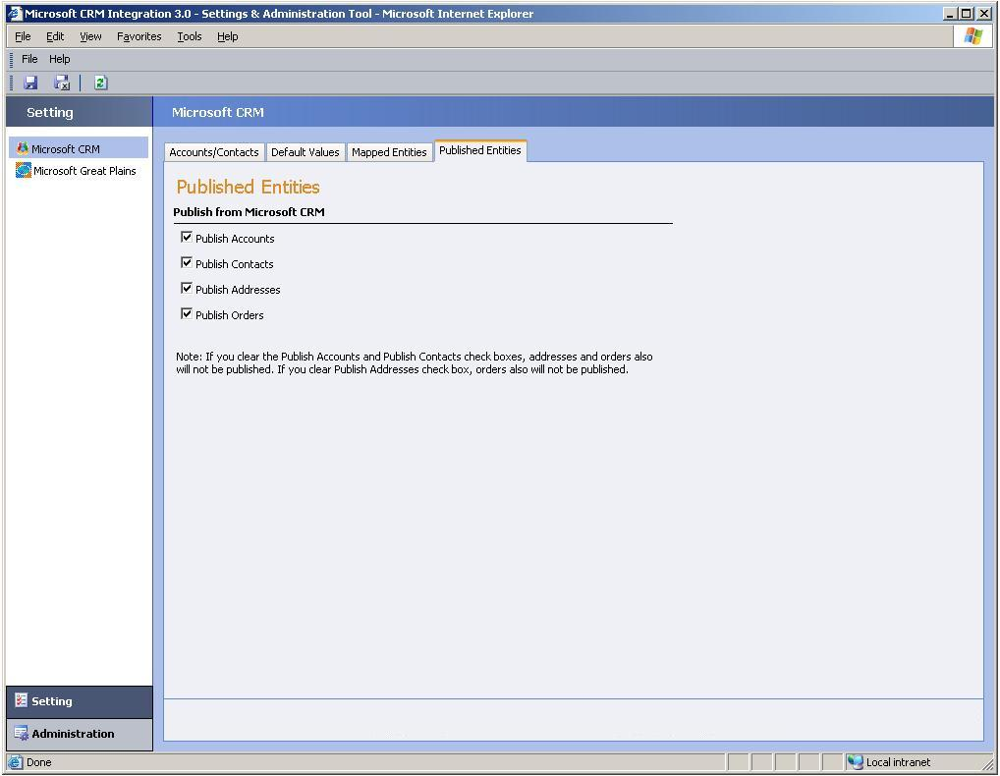 Microsoft CRM Integration 3.0 - Settings & Administration Tool - Microsoft Internet Explorer
File Edit View Favorites Tools Help
File Help
Setting
Microsoft CRM
Microsoft CRM
Microsoft Great Plains
Accounts/Contacts Default Values Mapped Entities Published Entities
Published Entities
Publish from Microsoft CRM
Publish Accounts
Publish Contacts
Publish Addresses
Publish Orders
Note: If you clear the Publish Accounts and Publish Contacts check boxes, addresses and orders also
will not be published. If you clear Publish Addresses check box, orders also will not be published.
Setting
Administration
Done
Local intranet